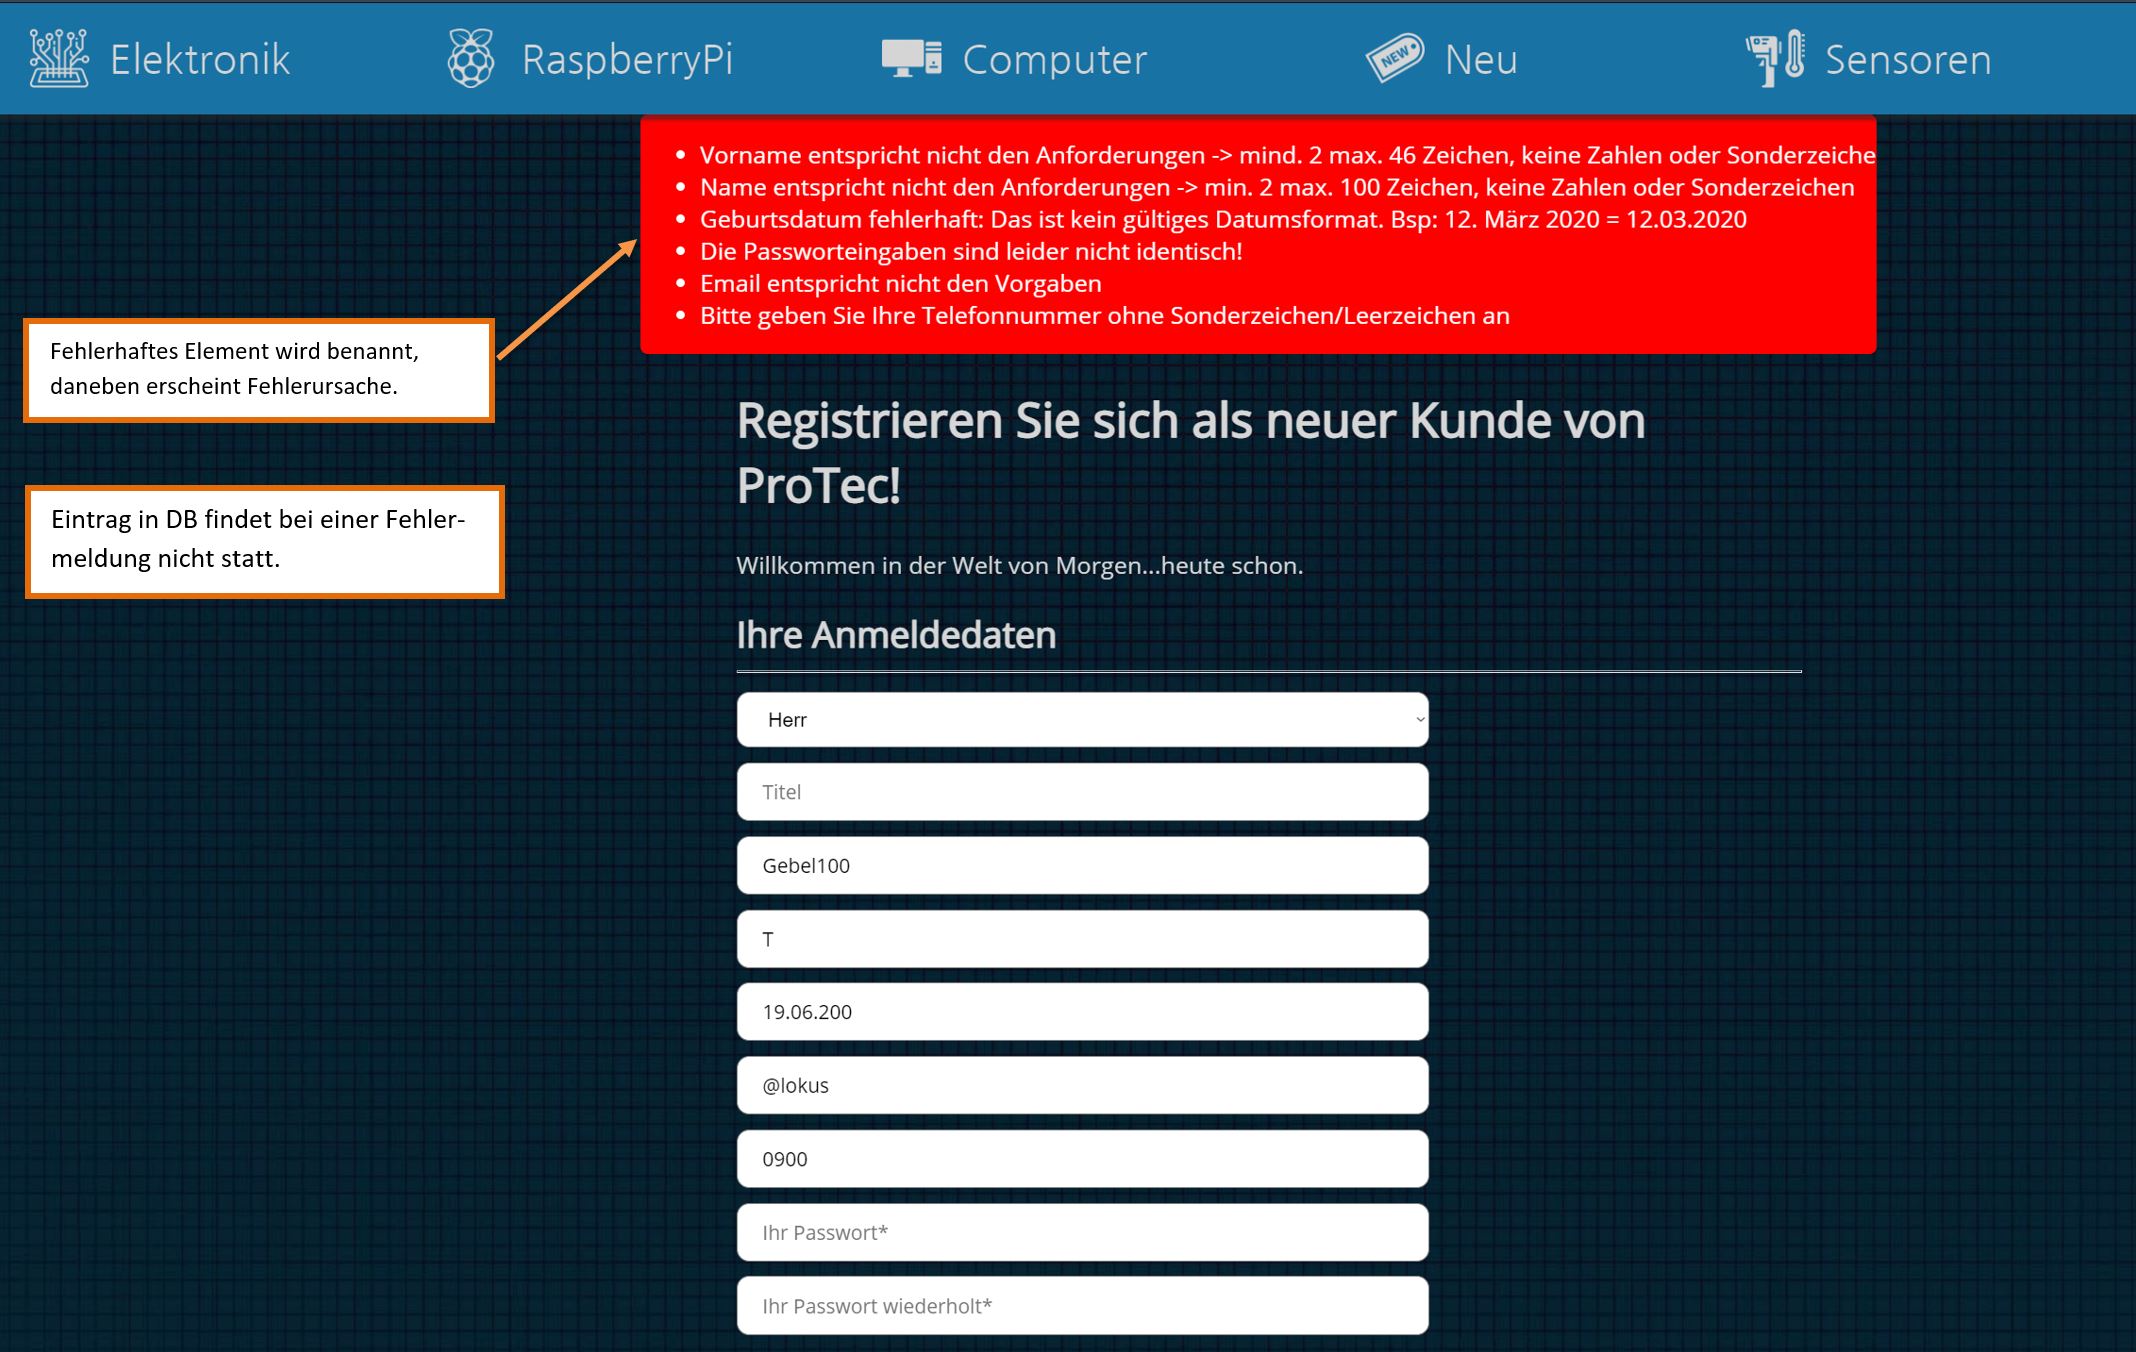 Elektronik
RaspberryPi
Computer
NEW
Neu
Sensoren
Vorname entspricht nicht den Anforderungen -> mind. 2 max. 46 Zeichen, keine Zahlen oder Sonderzeiche
Name entspricht nicht den Anforderungen -> min. 2 max. 100 Zeichen, keine Zahlen oder Sonderzeichen
Geburtsdatum fehlerhaft: Das ist kein gültiges Datumsformat. Bsp: 12. März 2020 = 12.03.2020
Die Passworteingaben sind leider nicht identisch!
Email entspricht nicht den Vorgaben
Bitte geben Sie Ihre Telefonnummer ohne Sonderzeichen/Leerzeichen an
Fehlerhaftes Element wird benannt,
daneben erscheint Fehlerursache.
Eintrag in DB findet bei einer Fehler-
meldung nicht statt.
Registrieren Sie sich als neuer Kunde von
ProTec!
Willkommen in der Welt von Morgen...heute schon.
Ihre Anmeldedaten
Herr
Titel
Gebel100
T
19.06.200
@lokus
0900
Ihr Passwort*
Ihr Passwort wiederholt*